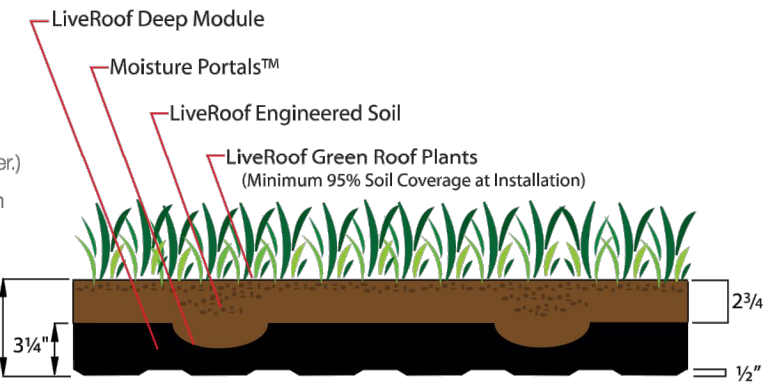 LiveRoof Deep Module
Moisture Portals™
LiveRoof Engineered Soil
er.)
LiveRoof Green Roof Plants
(Minimum 95% Soil Coverage at Installation)
n
2¾
3¼"
½"